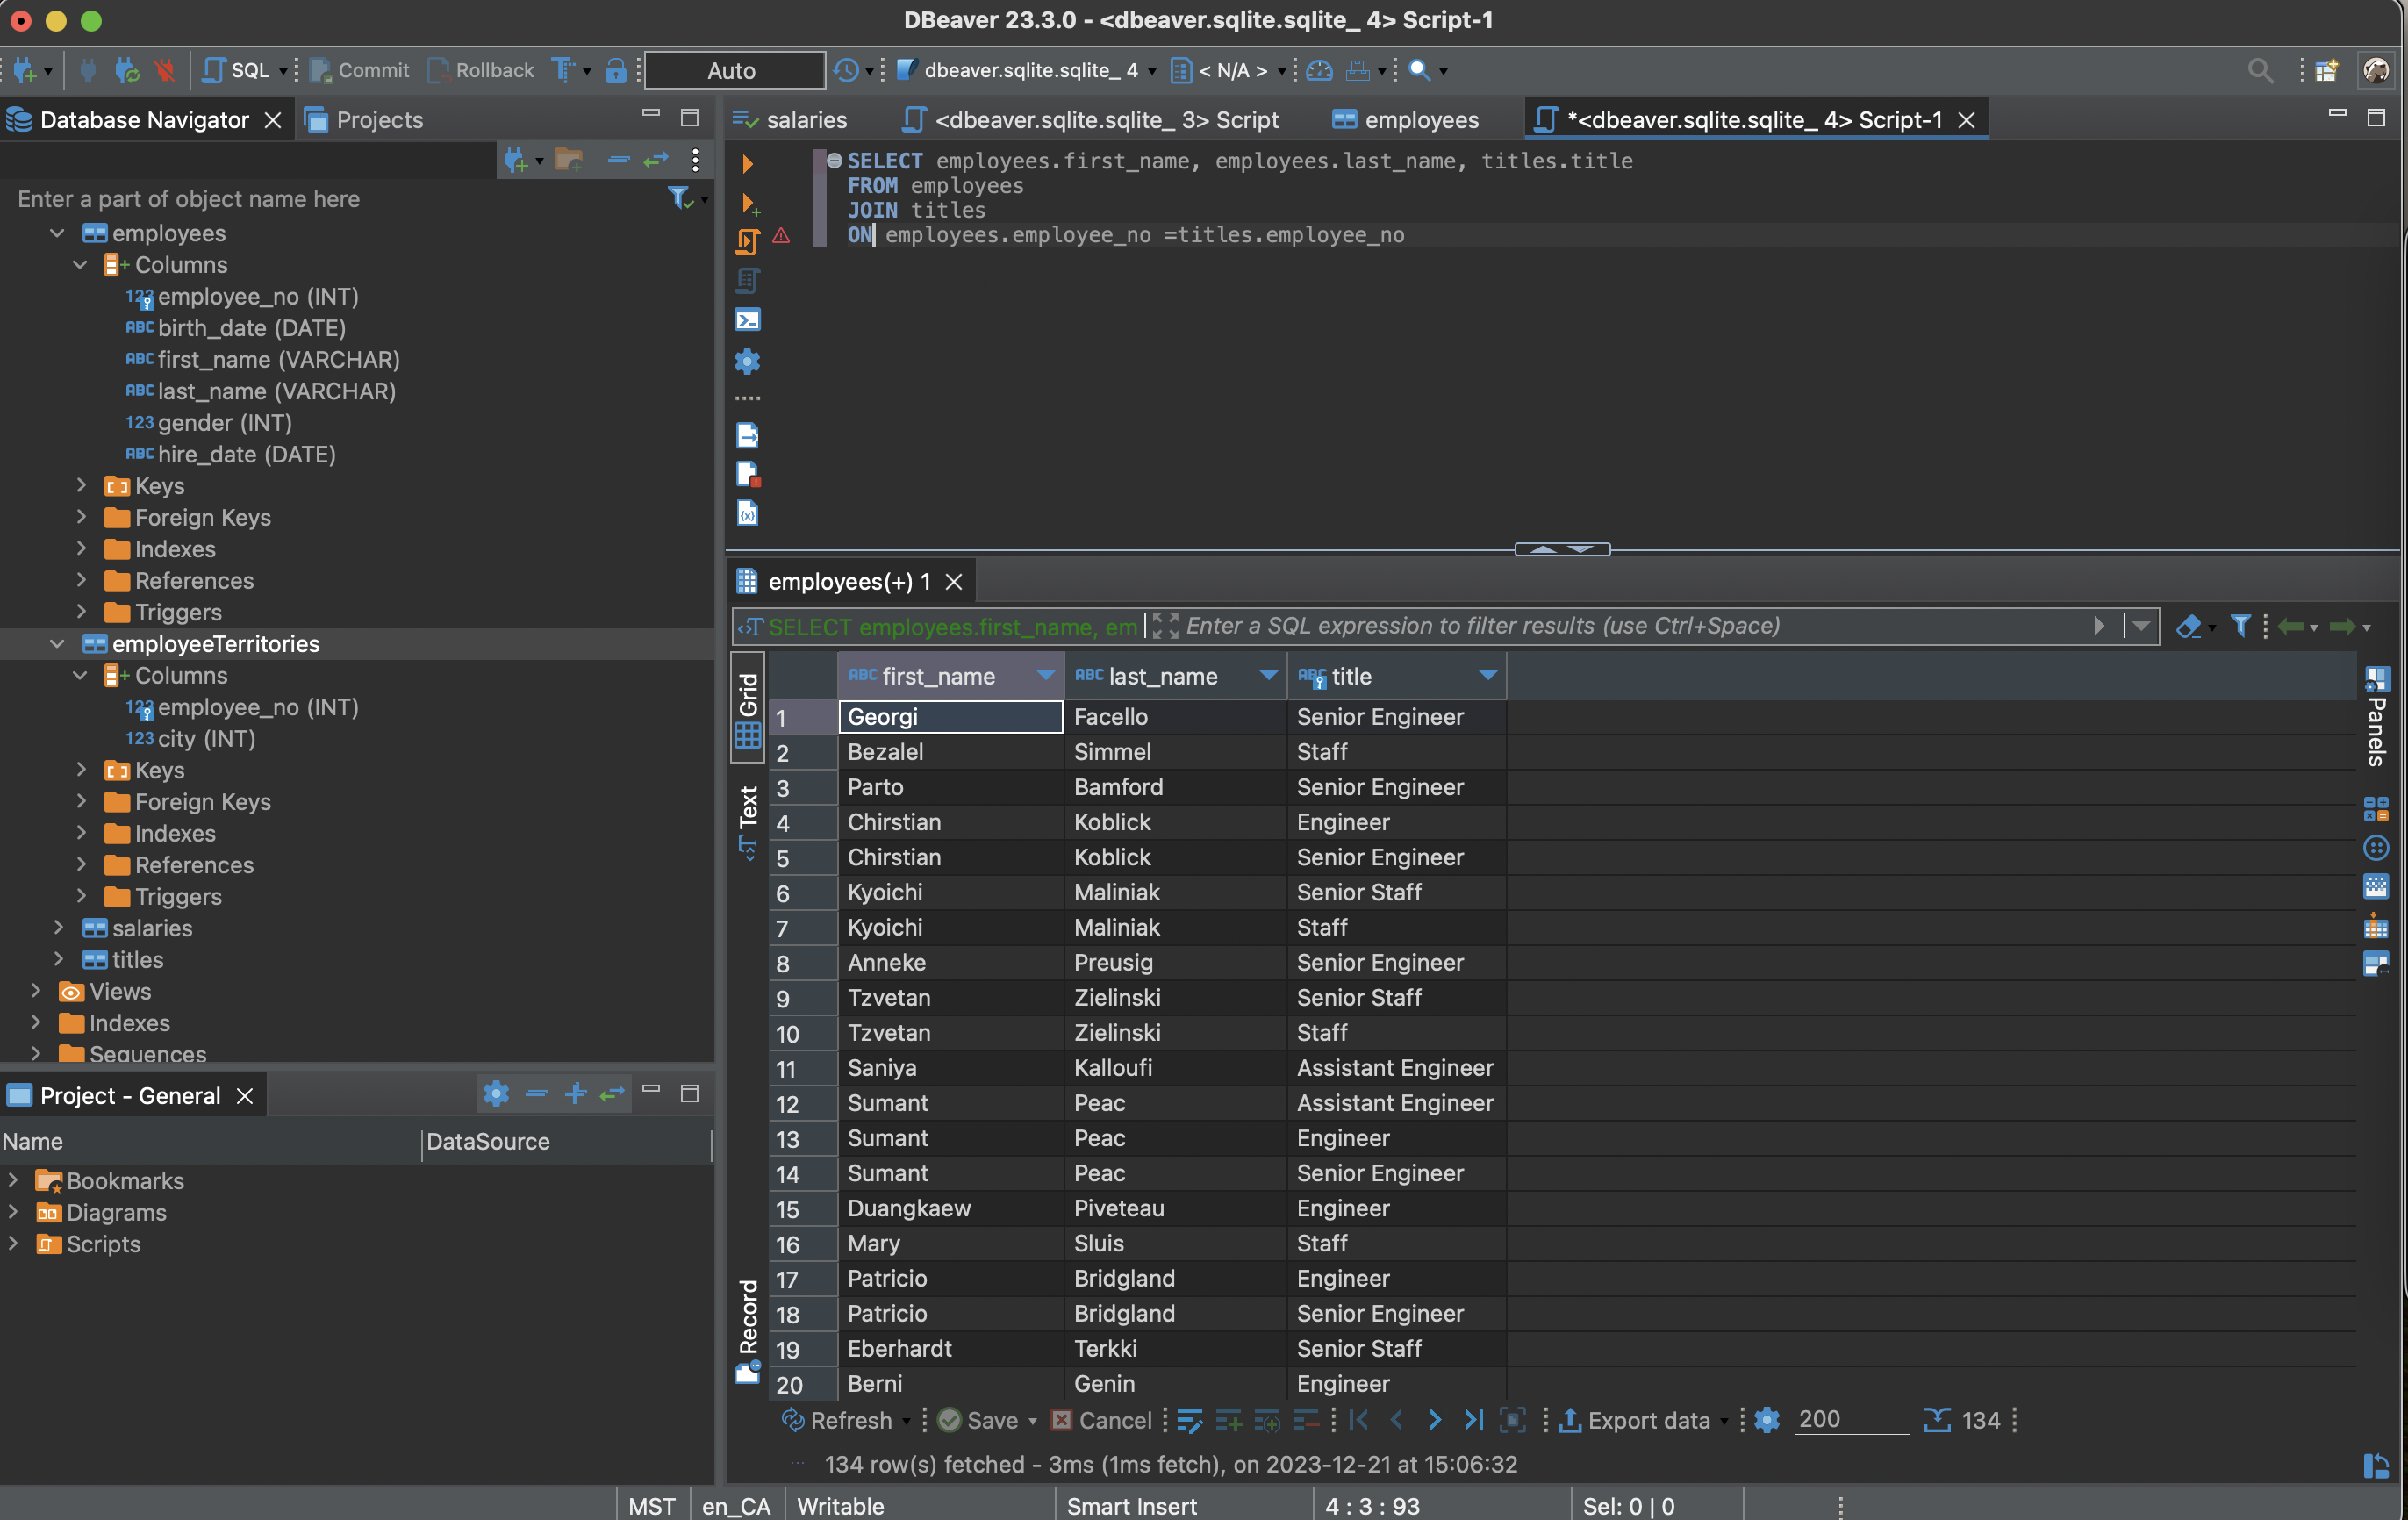 DBeaver 23.3.0 - <dbeaver.sqlite.sqlite_ 4> Script-1
SQL Commit Rollback Auto dbeaver.sqlite.sqlite_ 4 < N/A >
Database Navigator Projects
Enter a part of object name here
employees
Columns
employee_no (INT)
birth_date (DATE)
first_name (VARCHAR)
last_name (VARCHAR)
gender (INT)
hire_date (DATE)
Keys
Foreign Keys
Indexes
References
Triggers
employeeTerritories
Columns
employee_no (INT)
city (INT)
Keys
Foreign Keys
Indexes
References
Triggers
salaries
titles
Views
Indexes
Sequences
Project - General
Name DataSource
Bookmarks
Diagrams
Scripts
salaries <dbeaver.sqlite.sqlite_ 3> Script employees *<dbeaver.sqlite.sqlite_ 4> Script-1
SELECT employees.first_name, employees.last_name, titles.title
FROM employees
JOIN titles
ON employees.employee_no =titles.employee_no
employees(+) 1
SELECT employees.first_name, em Enter a SQL expression to filter results (use Ctrl+Space)
Grid
Text
Record
Panels
ABC first_name ABC last_name ABC title
1 Georgi Facello Senior Engineer
2 Bezalel Simmel Staff
3 Parto Bamford Senior Engineer
4 Chirstian Koblick Engineer
5 Chirstian Koblick Senior Engineer
6 Kyoichi Maliniak Senior Staff
7 Kyoichi Maliniak Staff
8 Anneke Preusig Senior Engineer
9 Tzvetan Zielinski Senior Staff
10 Tzvetan Zielinski Staff
11 Saniya Kalloufi Assistant Engineer
12 Sumant Peac Assistant Engineer
13 Sumant Peac Engineer
14 Sumant Peac Senior Engineer
15 Duangkaew Piveteau Engineer
16 Mary Sluis Staff
17 Patricio Bridgland Engineer
18 Patricio Bridgland Senior Engineer
19 Eberhardt Terkki Senior Staff
20 Berni Genin Engineer
Refresh Save Cancel Export data 200 134
134 row(s) fetched - 3ms (1ms fetch), on 2023-12-21 at 15:06:32
MST en_CA Writable Smart Insert 4 : 3 : 93 Sel: 0 | 0